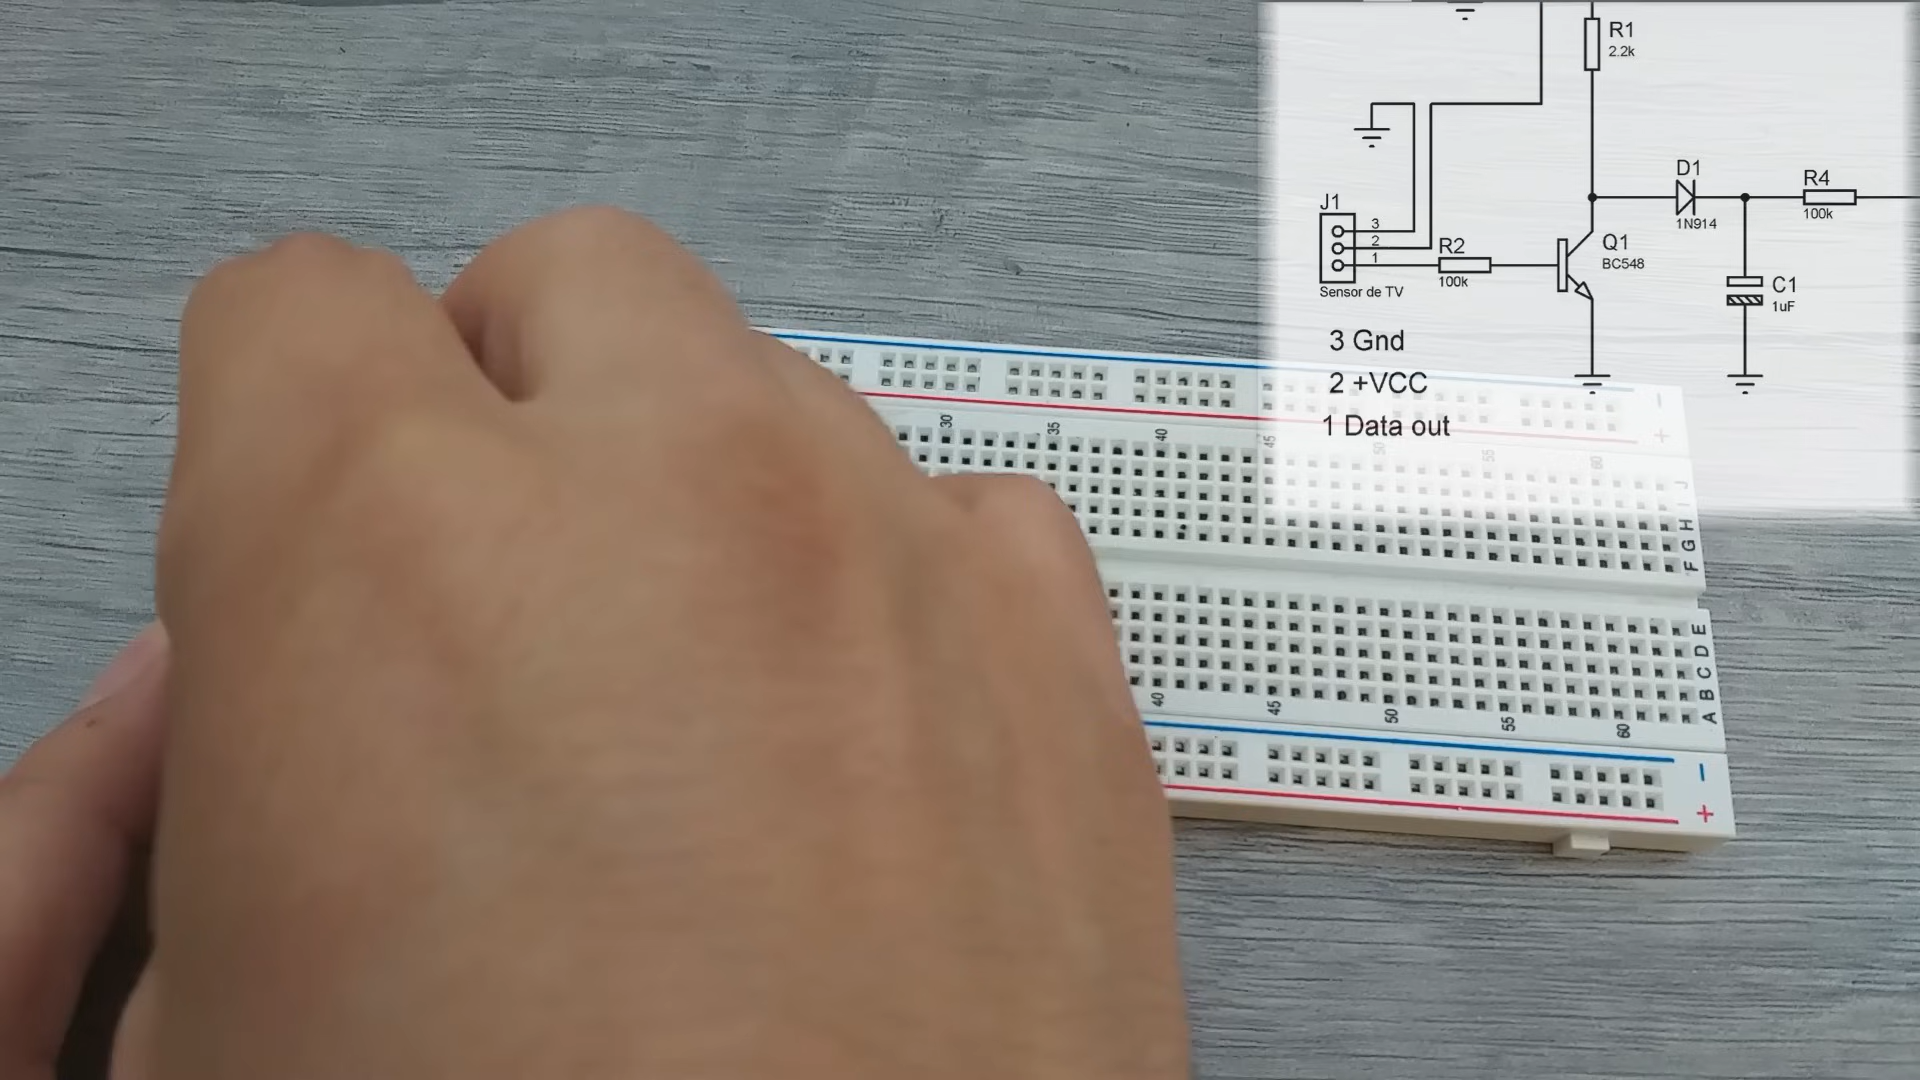 R1
2.2k
D1
1N914
R4
100k
J1
3
2
1
Sensor de TV
R2
100k
Q1
BC548
C1
1uF
3 Gnd
2 +VCC
1 Data out
-
+
30
35
40
45
50
55
60
J
I
H
G
F
E
D
C
B
A
40
45
50
55
60
-
+